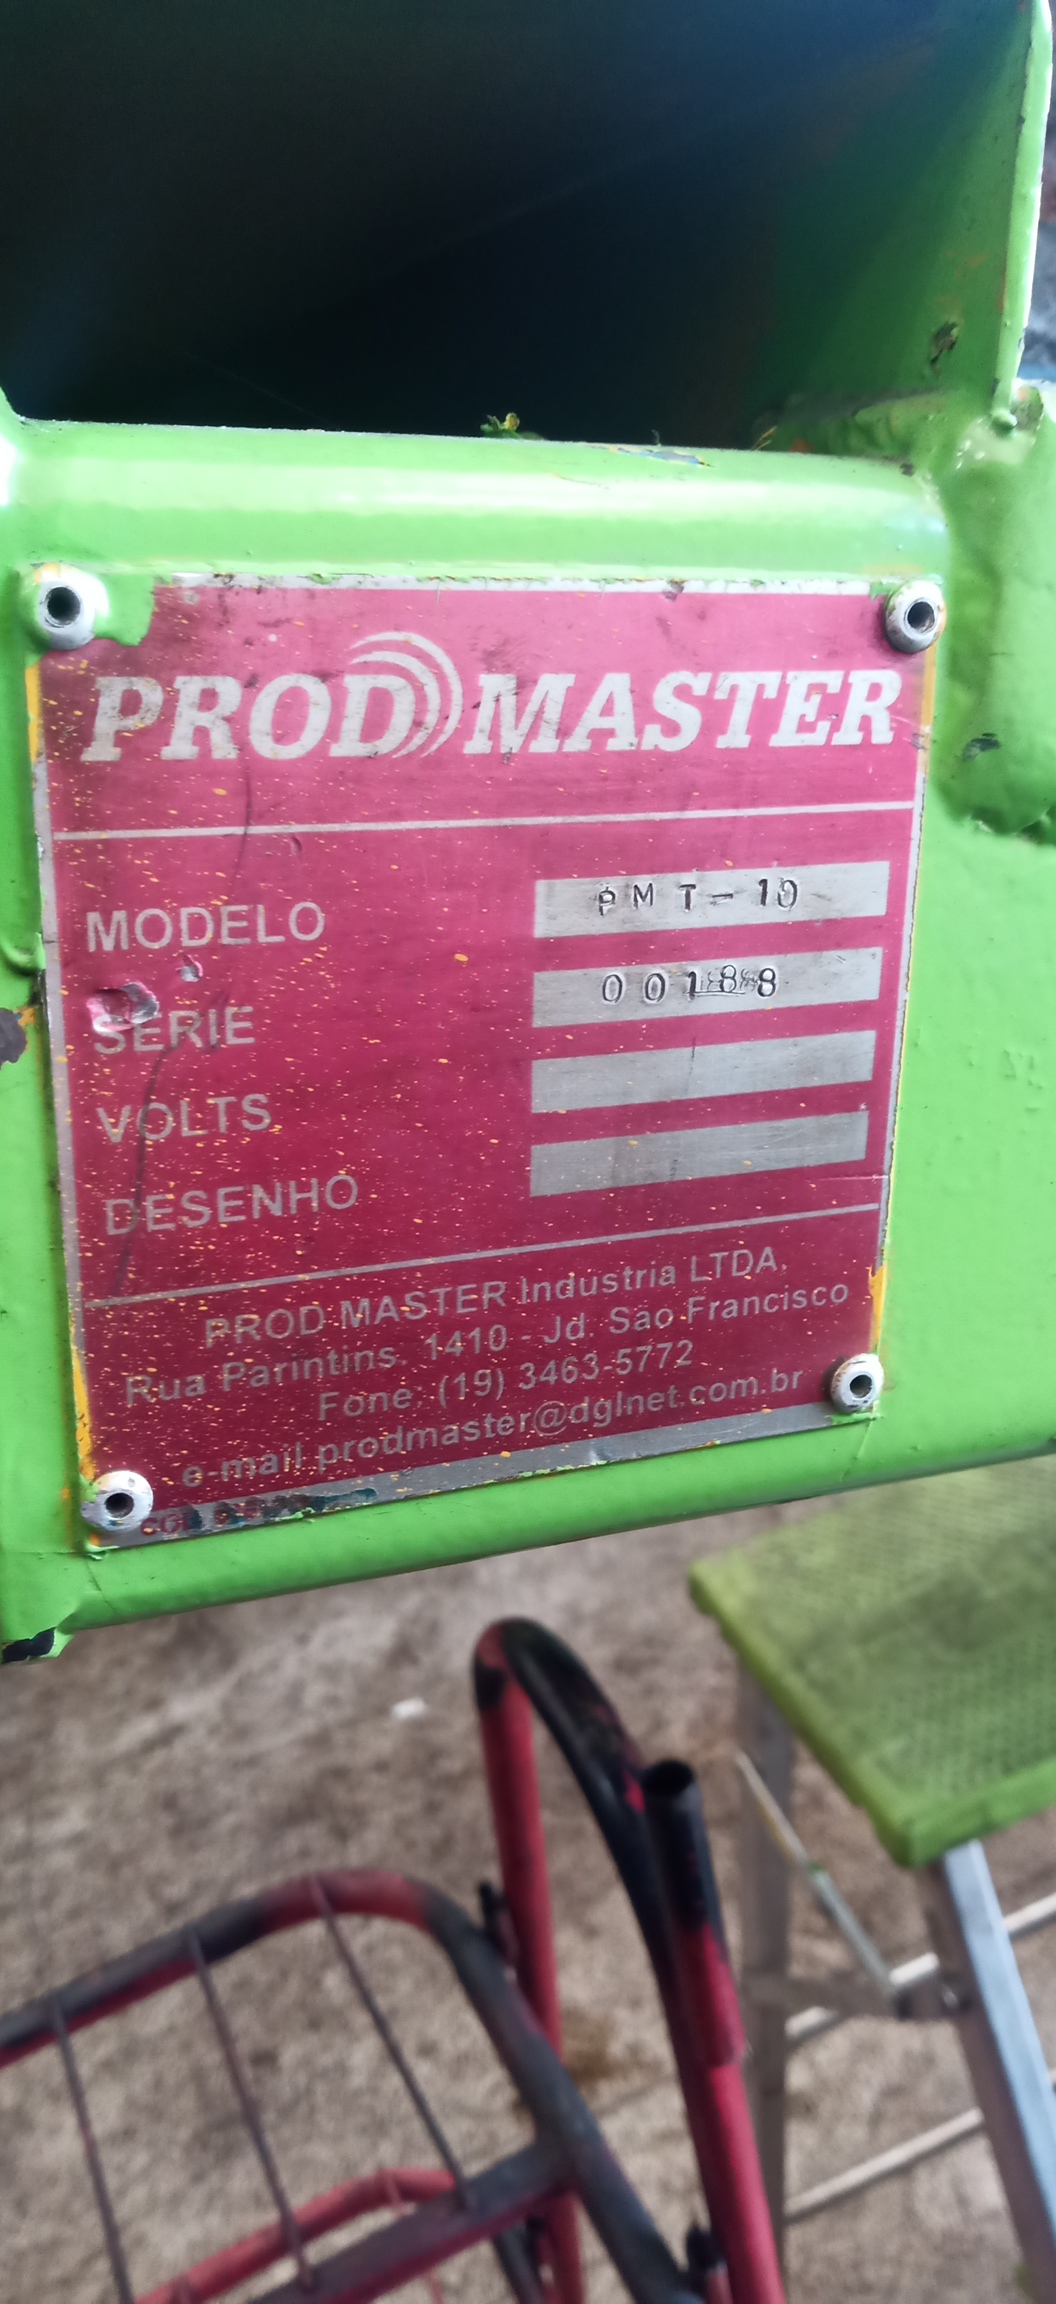 PROD MASTER
MODELO PMT-10
SERIE 00188
VOLTS
DESENHO
PROD MASTER Industria LTDA.
Rua Parintins, 1410 - Jd. São Francisco
Fone: (19) 3463-5772
e-mail prodmaster@dglnet.com.br